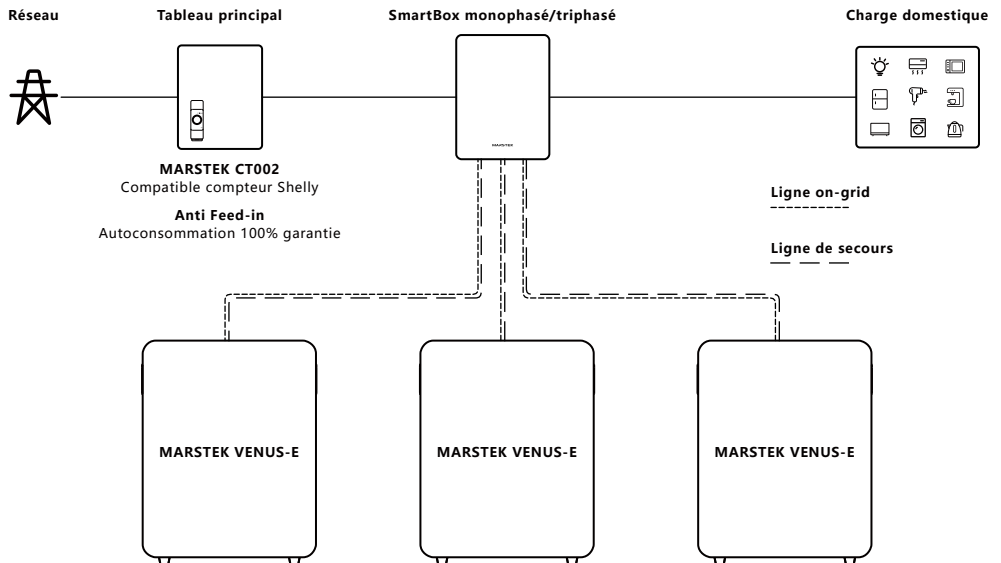 Réseau
Tableau principal
SmartBox monophasé/triphasé
Charge domestique
MARSTEK
MARSTEK CT002
Compatible compteur Shelly
Anti Feed-in
Autoconsommation 100% garantie
Ligne on-grid
Ligne de secours
MARSTEK VENUS-E
MARSTEK VENUS-E
MARSTEK VENUS-E